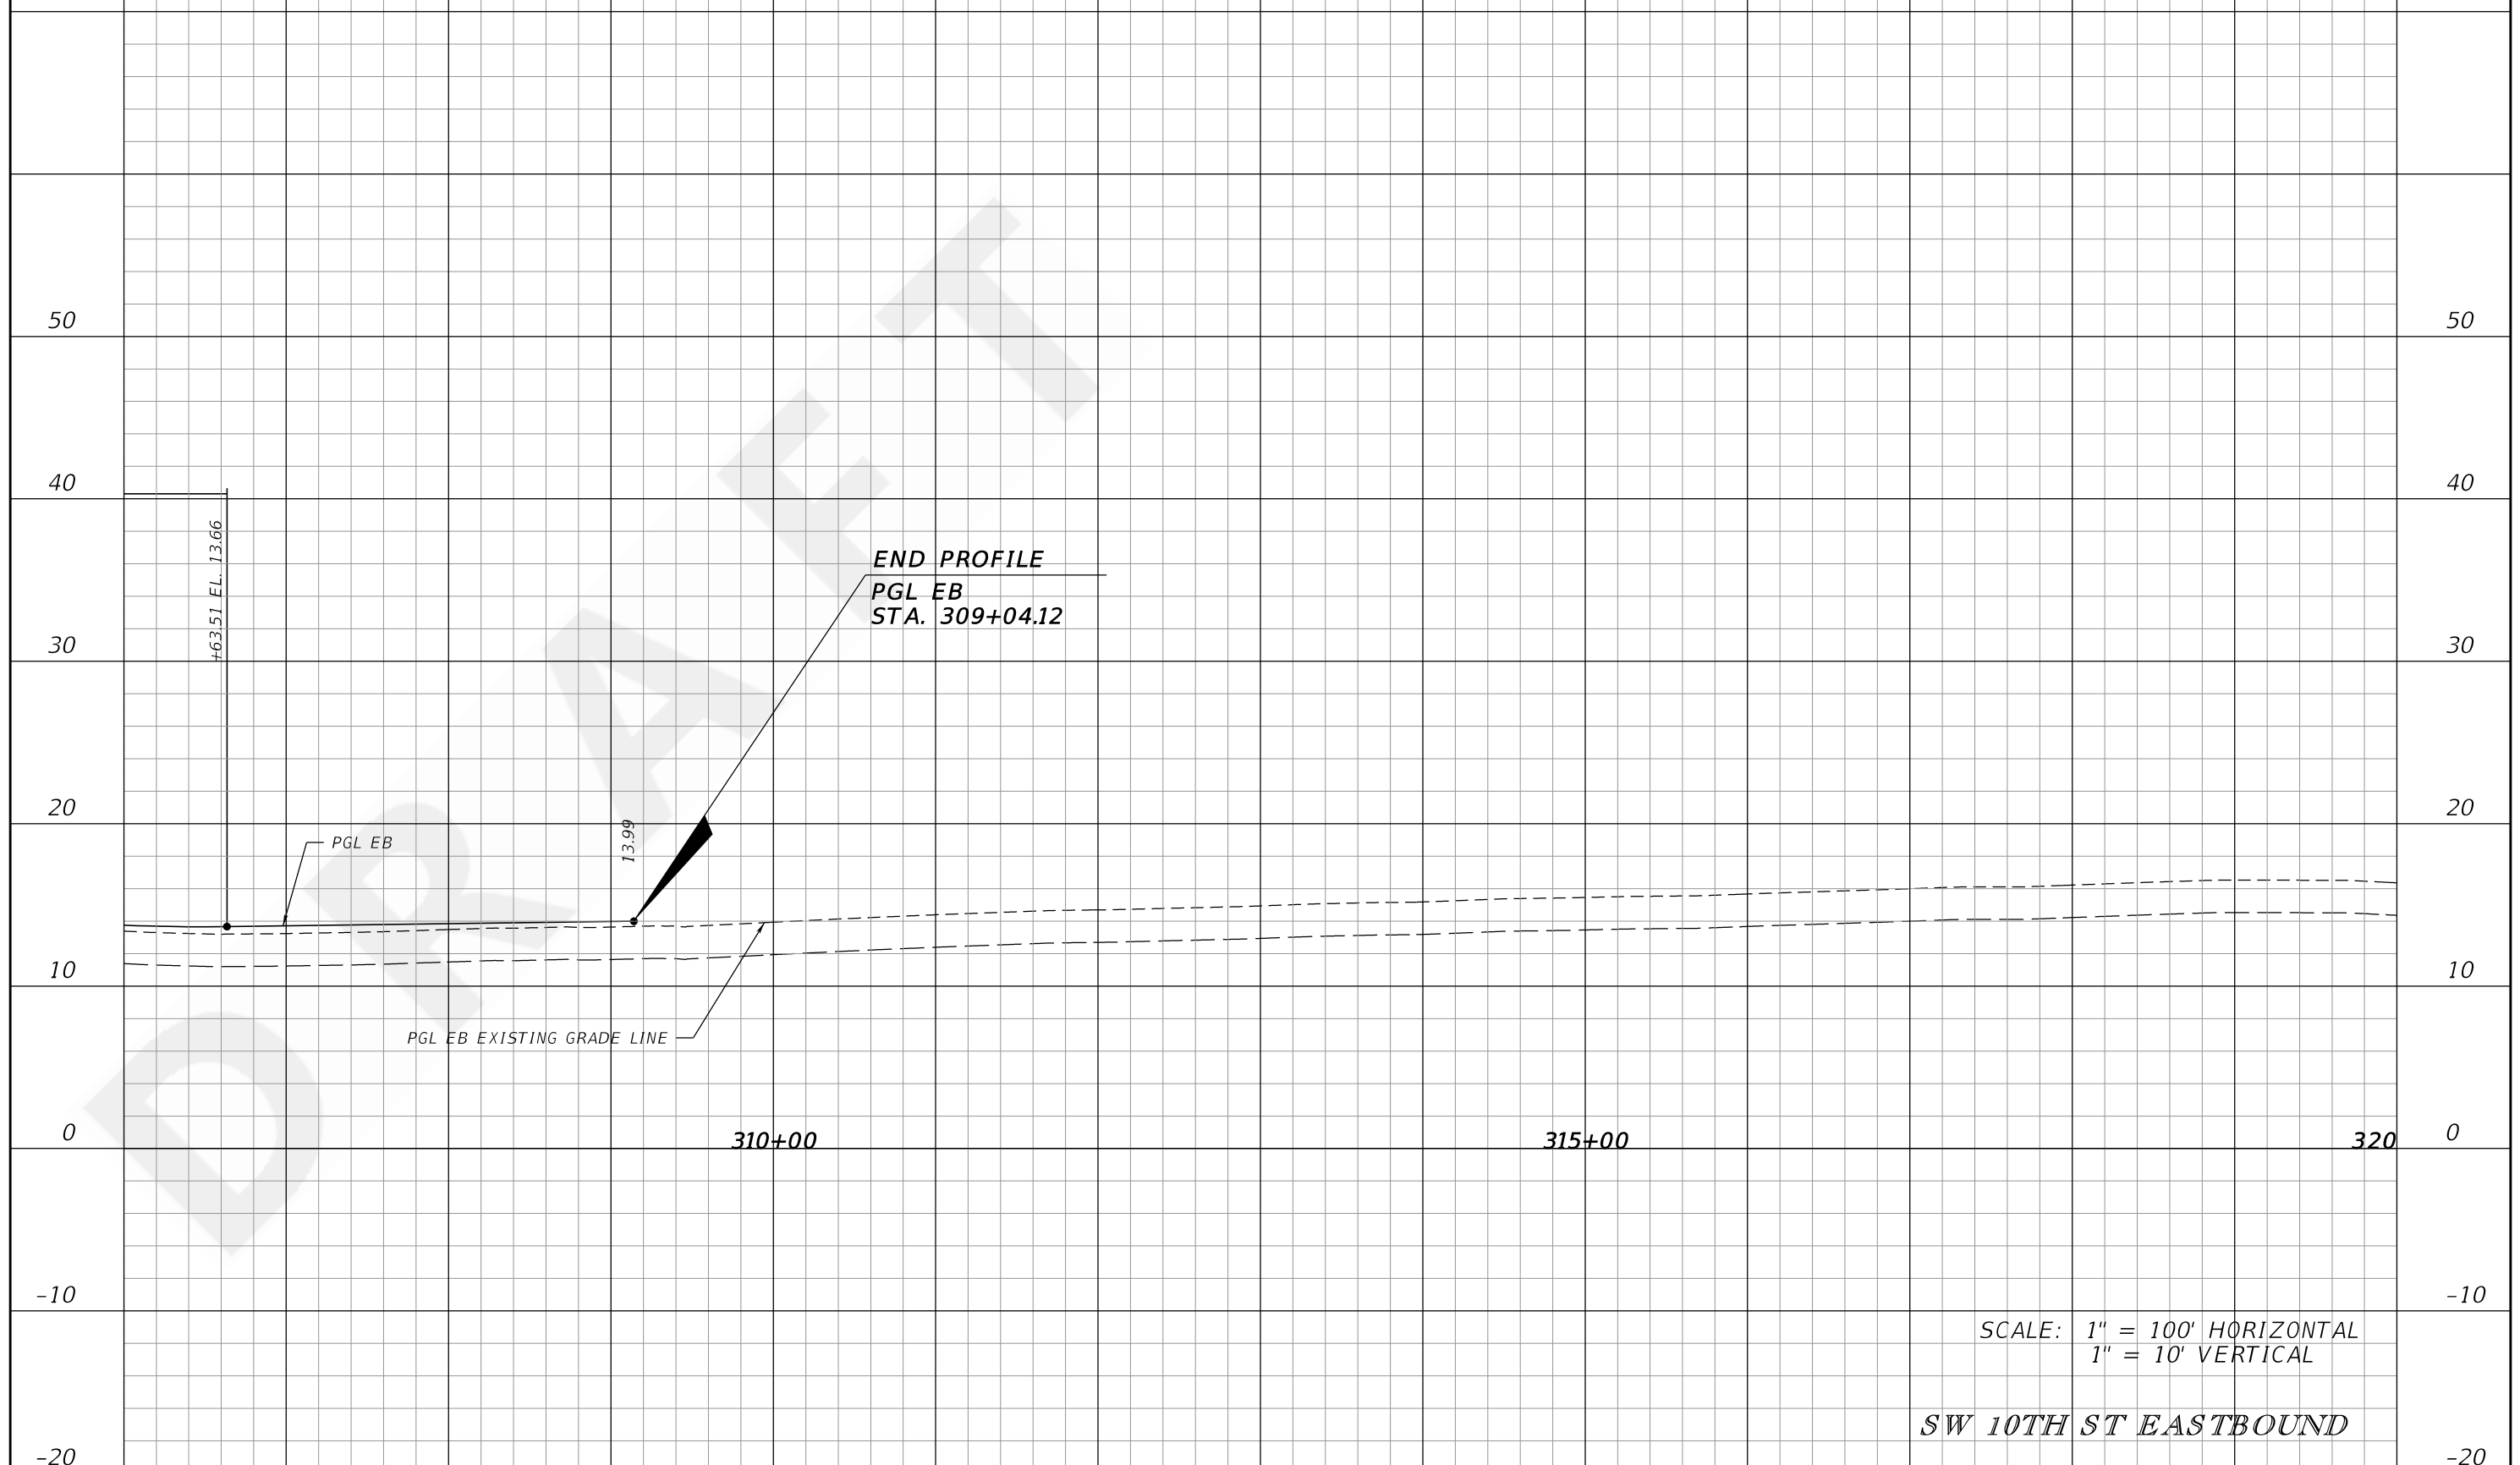 50
50
40
40
+63.51 EL. 13.66
END PROFILE
PGL EB
STA. 309+04.12
30
30
20
20
13.99
PGL EB
10
10
PGL EB EXISTING GRADE LINE
0
310+00
315+00
320
0
-10
-10
SCALE: 1" = 100' HORIZONTAL
1" = 10' VERTICAL
SW 10TH ST EASTBOUND
-20
-20
DRAFT